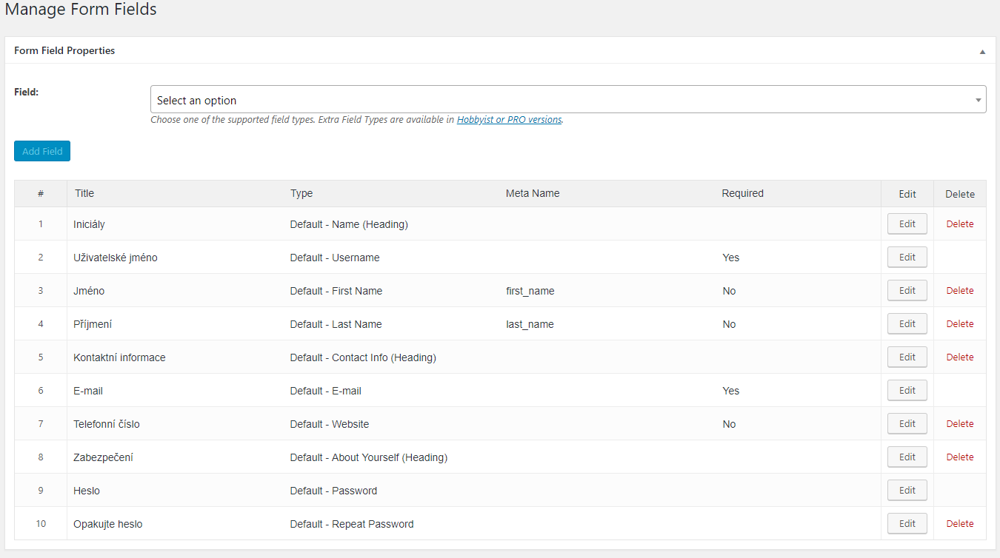 Manage Form Fields
Form Field Properties
Field:
Select an option
Choose one of the supported field types. Extra Field Types are available in Hobbyist or PRO versions.
Add Field
# Title Type Meta Name Required Edit Delete
1 Iniciály Default - Name (Heading) Edit Delete
2 Uživatelské jméno Default - Username Yes Edit
3 Jméno Default - First Name first_name No Edit Delete
4 Příjmení Default - Last Name last_name No Edit Delete
5 Kontaktní informace Default - Contact Info (Heading) Edit Delete
6 E-mail Default - E-mail Yes Edit
7 Telefonní číslo Default - Website No Edit Delete
8 Zabezpečení Default - About Yourself (Heading) Edit Delete
9 Heslo Default - Password Edit
10 Opakujte heslo Default - Repeat Password Edit Delete